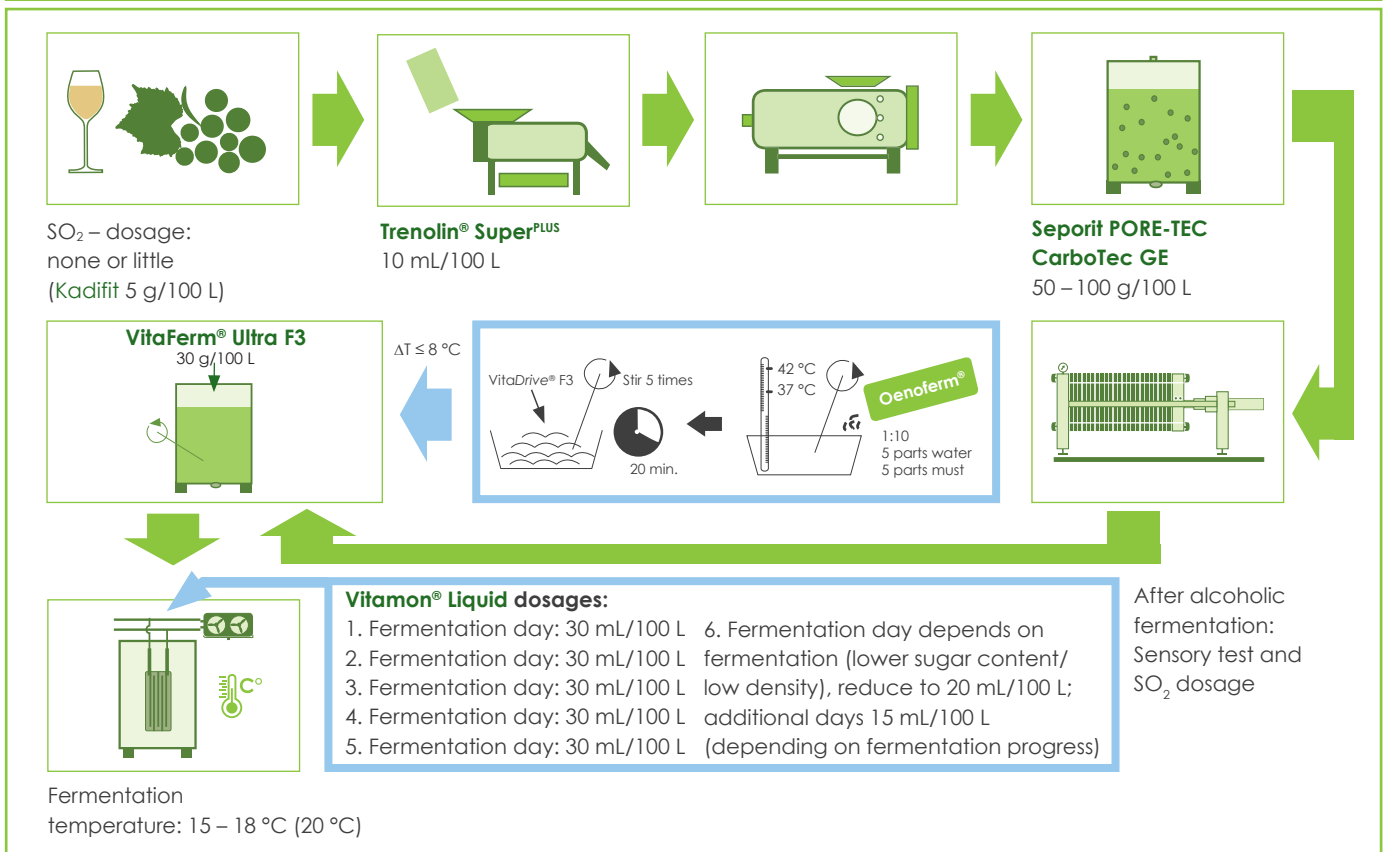 SO₂ – dosage:
none or little
(Kadifit 5 g/100 L)
Trenolin® Super^PLUS
10 mL/100 L
Seporit PORE-TEC
CarboTec GE
50 – 100 g/100 L
VitaFerm® Ultra F3
30 g/100 L
ΔT ≤ 8 °C
VitaDrive® F3
Stir 5 times
20 min.
42 °C
37 °C
Oenoferm®
1:10
5 parts water
5 parts must
Vitamon® Liquid dosages:
1. Fermentation day: 30 mL/100 L
2. Fermentation day: 30 mL/100 L
3. Fermentation day: 30 mL/100 L
4. Fermentation day: 30 mL/100 L
5. Fermentation day: 30 mL/100 L
6. Fermentation day depends on
fermentation (lower sugar content/
low density), reduce to 20 mL/100 L;
additional days 15 mL/100 L
(depending on fermentation progress)
After alcoholic
fermentation:
Sensory test and
SO₂ dosage
C°
Fermentation
temperature: 15 – 18 °C (20 °C)